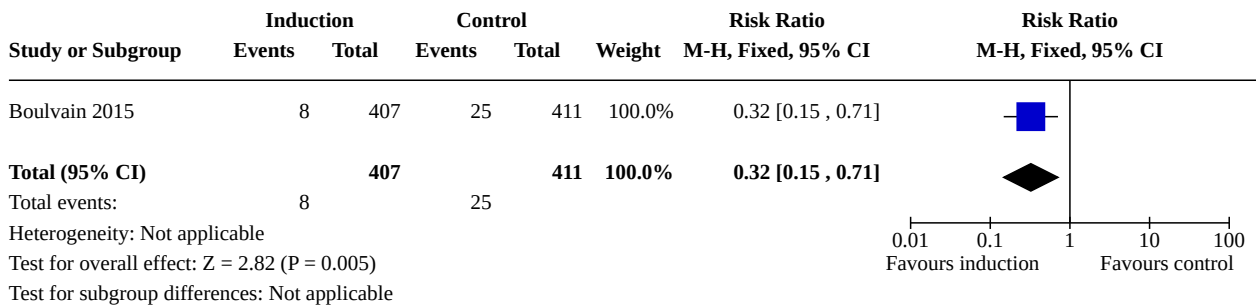 Induction Control Risk Ratio Risk Ratio
Study or Subgroup Events Total Events Total Weight M-H, Fixed, 95% CI M-H, Fixed, 95% CI
Boulvain 2015 8 407 25 411 100.0% 0.32 [0.15 , 0.71]
Total (95% CI) 407 411 100.0% 0.32 [0.15 , 0.71]
Total events: 8 25
Heterogeneity: Not applicable
0.01 0.1 1 10 100
Test for overall effect: Z = 2.82 (P = 0.005)
Favours induction Favours control
Test for subgroup differences: Not applicable